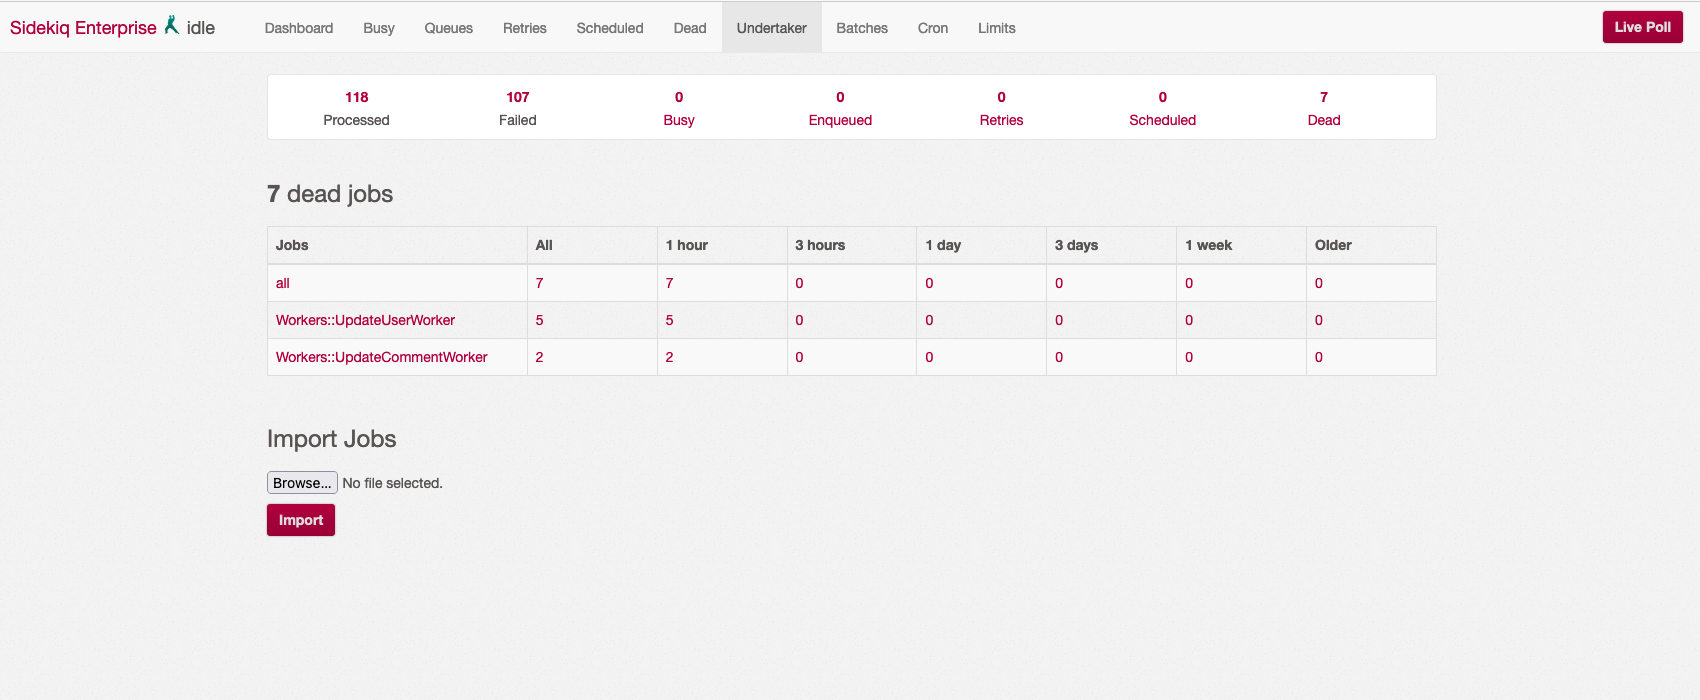 Sidekiq Enterprise idle Dashboard Busy Queues Retries Scheduled Dead Undertaker Batches Cron Limits Live Poll
118 107 0 0 0 0 7
Processed Failed Busy Enqueued Retries Scheduled Dead
7 dead jobs
Jobs All 1 hour 3 hours 1 day 3 days 1 week Older
all 7 7 0 0 0 0 0
Workers::UpdateUserWorker 5 5 0 0 0 0 0
Workers::UpdateCommentWorker 2 2 0 0 0 0 0
Import Jobs
Browse... No file selected.
Import